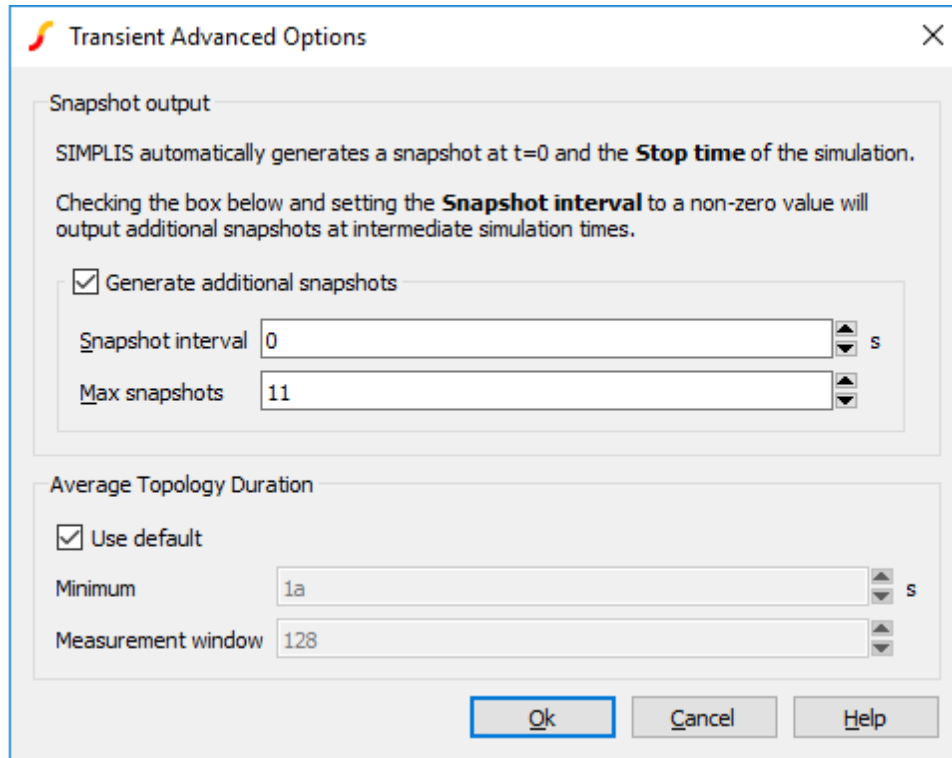 Transient Advanced Options
Snapshot output
SIMPLIS automatically generates a snapshot at t=0 and the Stop time of the simulation.
Checking the box below and setting the Snapshot interval to a non-zero value will
output additional snapshots at intermediate simulation times.
Generate additional snapshots
Snapshot interval 0 s
Max snapshots 11
Average Topology Duration
Use default
Minimum 1a s
Measurement window 128
Ok Cancel Help